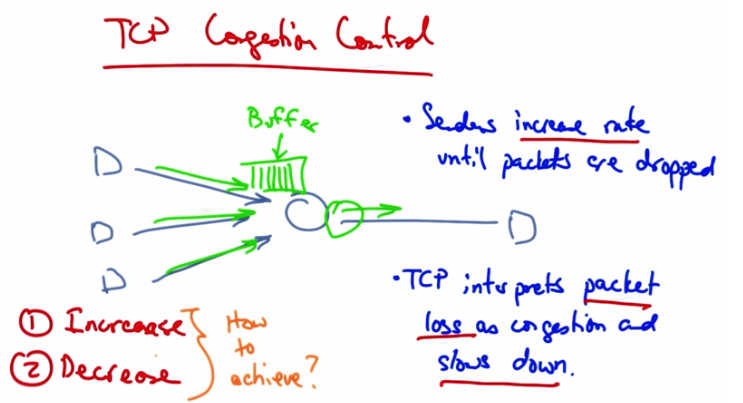 TCP Congestion Control
Buffer
• Senders increase rate
until packets are dropped
• TCP interprets packet
loss as congestion and
slows down.
① Increase
② Decrease
How
to
achieve?